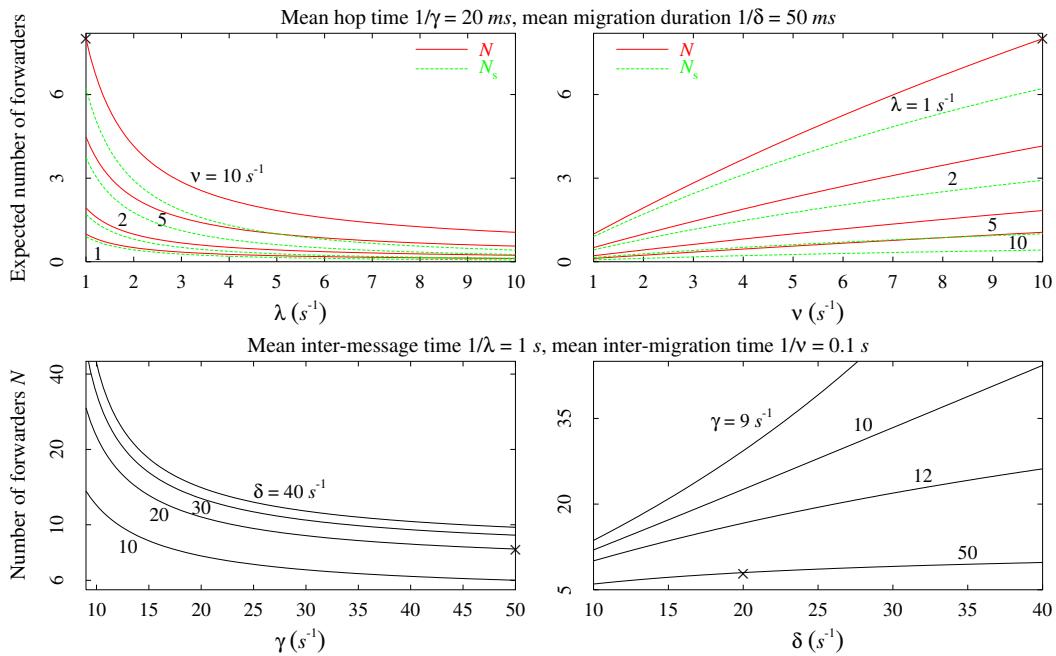 Mean hop time 1/γ = 20 ms, mean migration duration 1/δ = 50 ms
Expected number of forwarders
0 3 6
N
Nₛ
ν = 10 s⁻¹
5
2
1
1 2 3 4 5 6 7 8 9 10
λ (s⁻¹)
0 3 6
N
Nₛ
λ = 1 s⁻¹
2
5
10
1 2 3 4 5 6 7 8 9 10
ν (s⁻¹)
Mean inter-message time 1/λ = 1 s, mean inter-migration time 1/ν = 0.1 s
Number of forwarders N
6 10 20 40
δ = 40 s⁻¹
30
20
10
10 15 20 25 30 35 40 45 50
γ (s⁻¹)
5 20 35
γ = 9 s⁻¹
10
12
50
10 15 20 25 30 35 40
δ (s⁻¹)